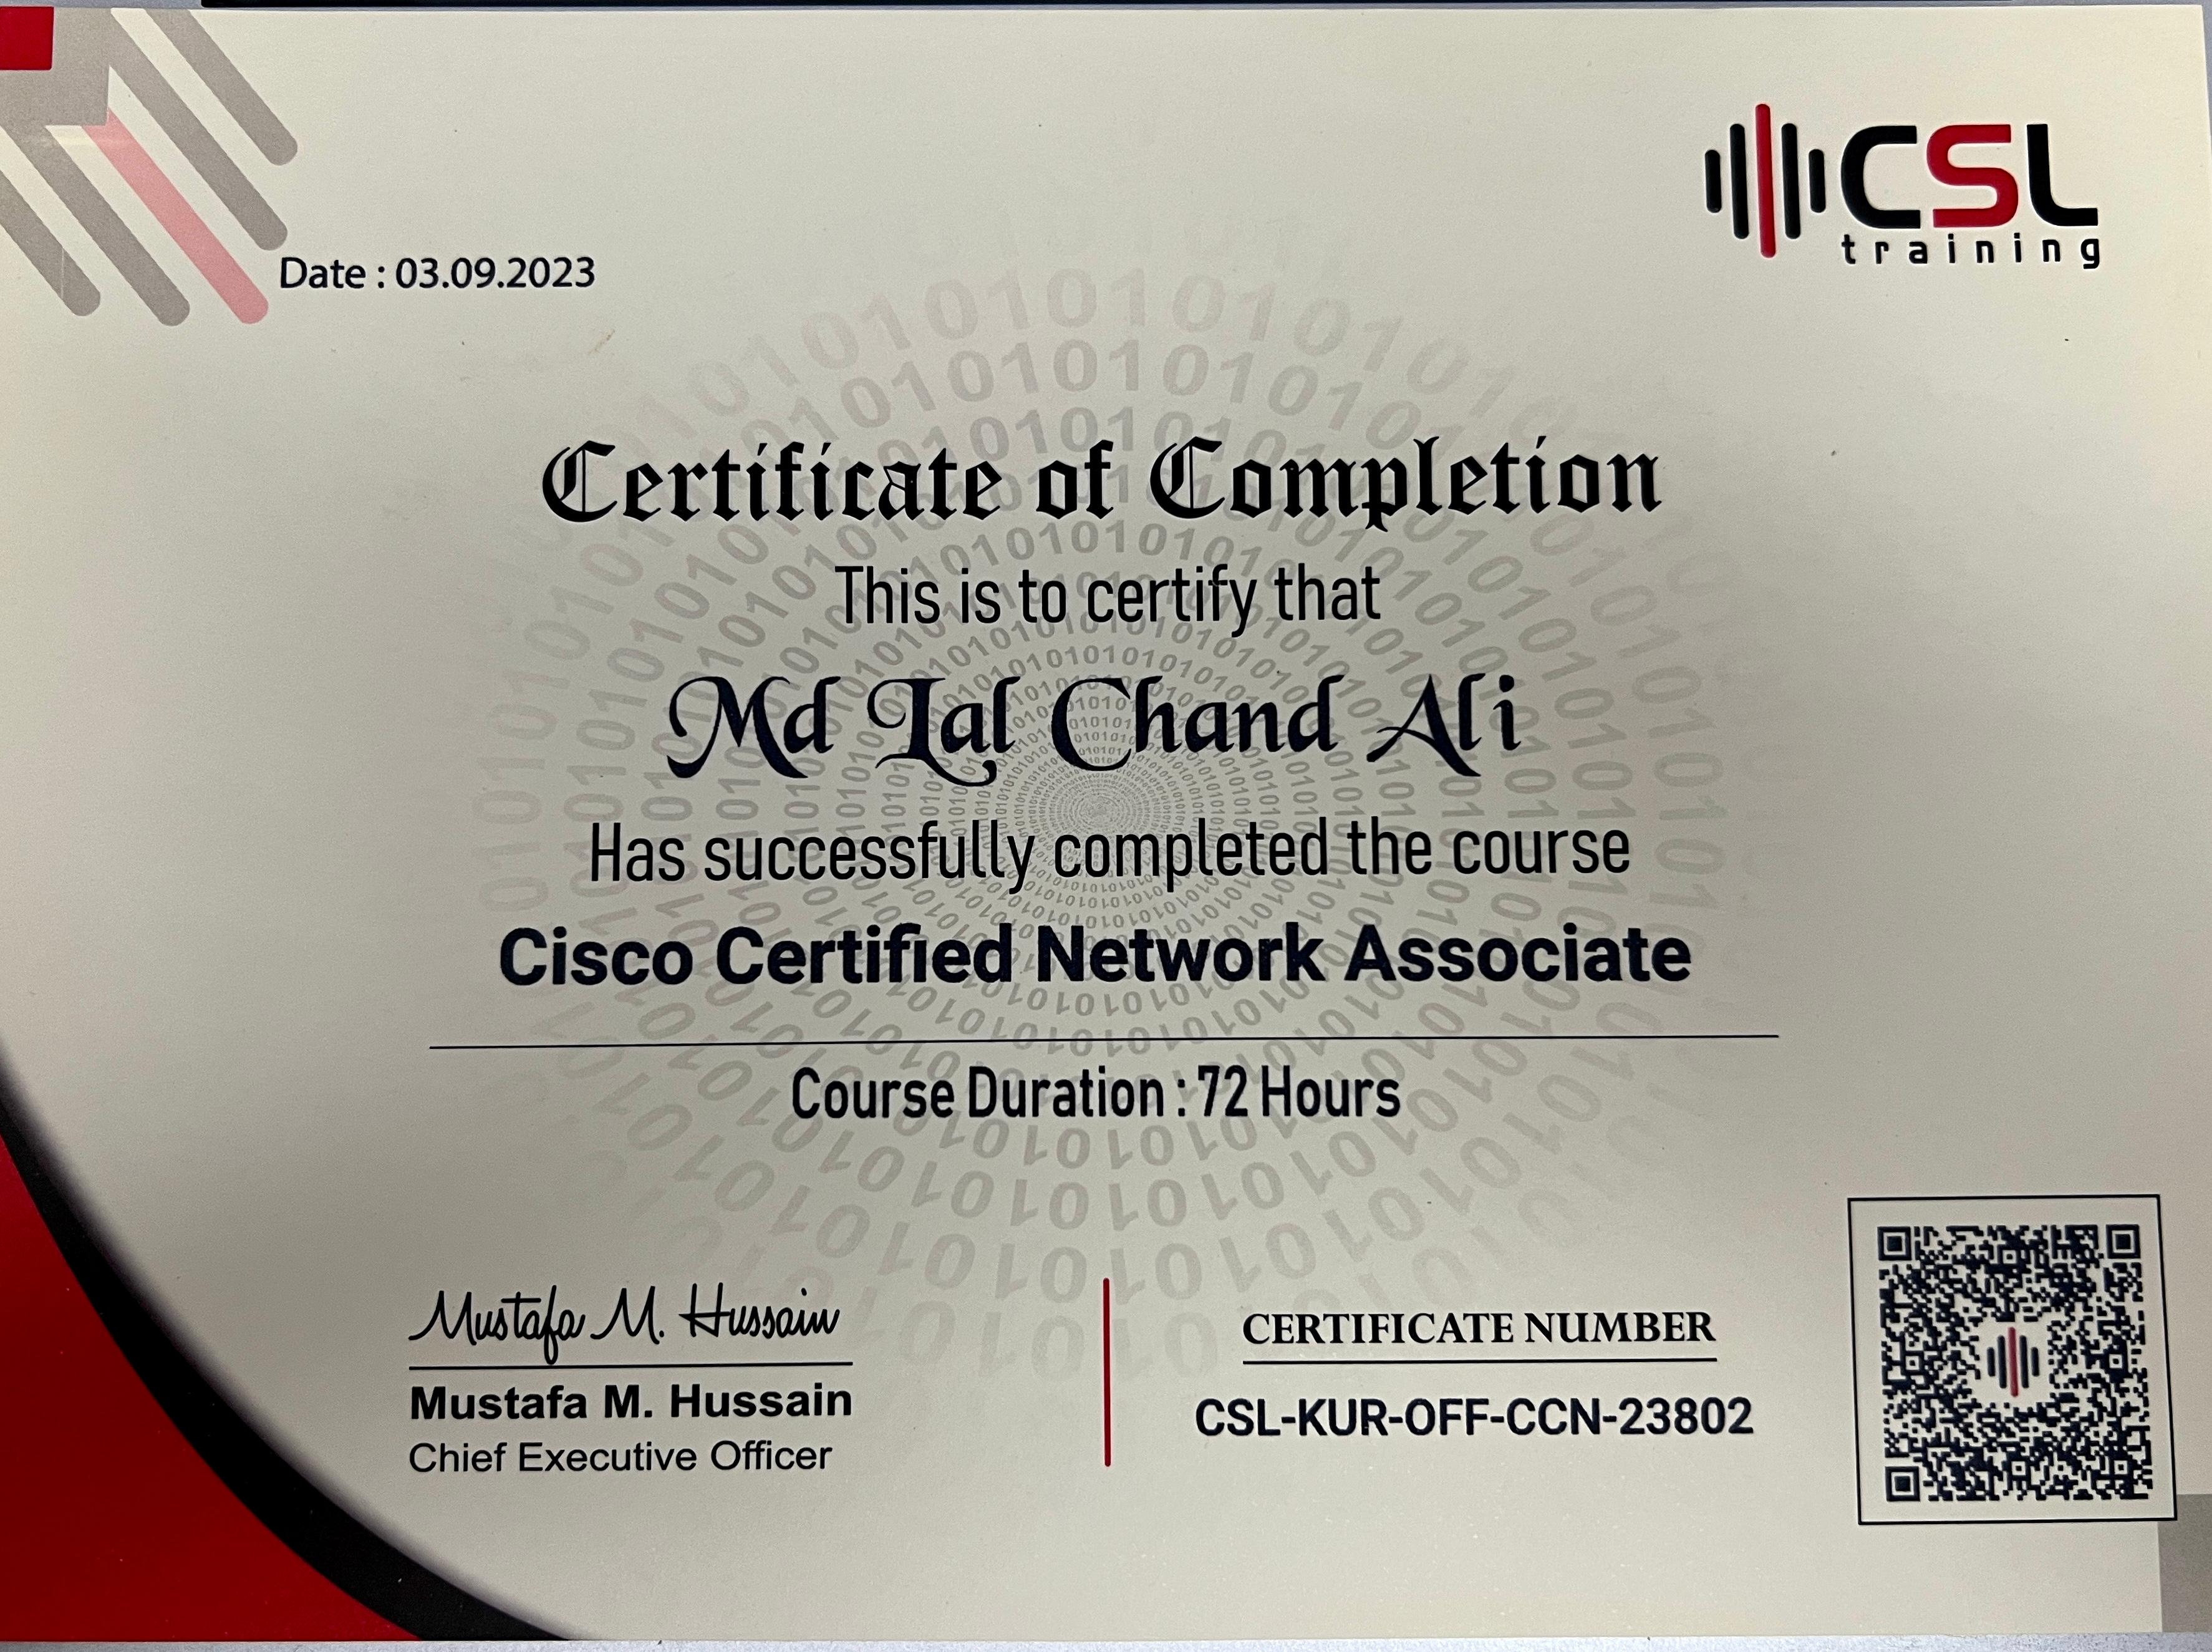 Date : 03.09.2023
CSL
training
Certificate of Completion
This is to certify that
Md Lal Chand Ali
Has successfully completed the course
Cisco Certified Network Associate
Course Duration : 72 Hours
Mustafa M. Hussain
Mustafa M. Hussain
Chief Executive Officer
CERTIFICATE NUMBER
CSL-KUR-OFF-CCN-23802